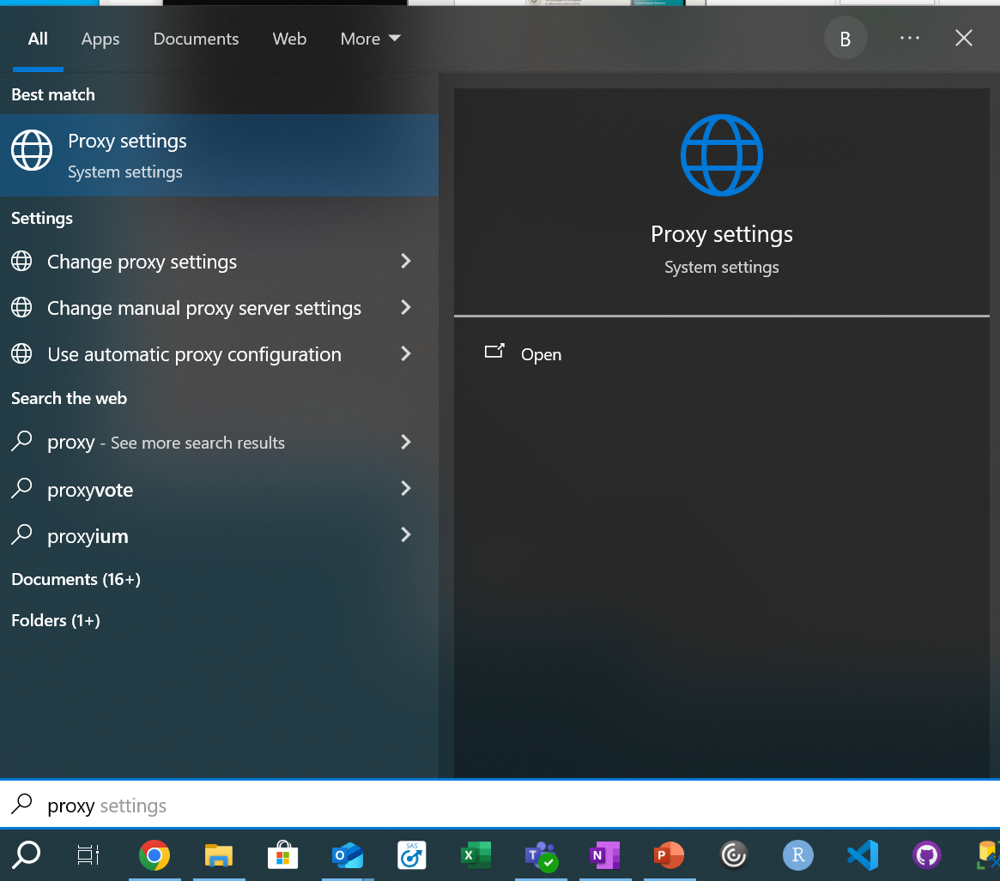 All Apps Documents Web More
B
Best match
Proxy settings
System settings
Settings
Change proxy settings
Change manual proxy server settings
Use automatic proxy configuration
Search the web
proxy - See more search results
proxyvote
proxyium
Documents (16+)
Folders (1+)
Proxy settings
System settings
Open
proxy settings
O SAS X T N P R